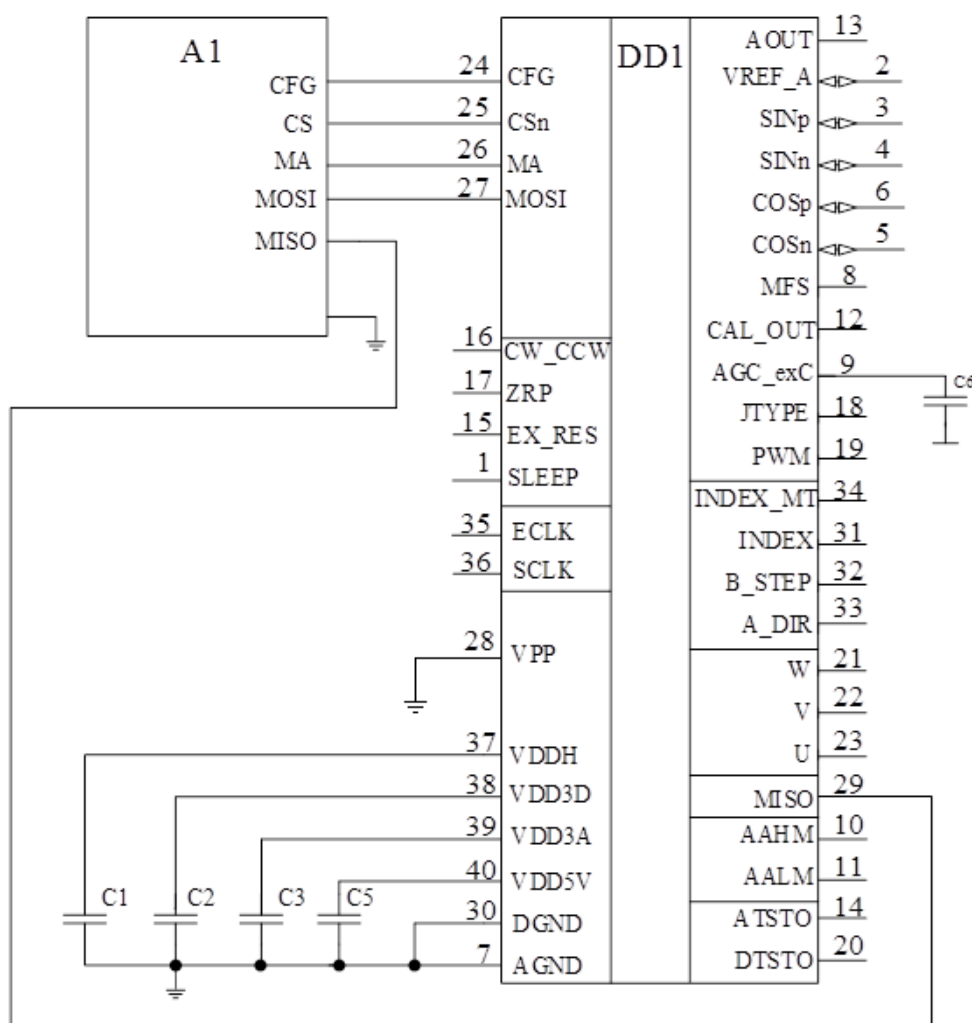 A1
CFG
CS
MA
MOSI
MISO
24
25
26
27
16
17
15
1
35
36
28
37
38
39
40
30
7
C1
C2
C3
C5
CFG
CSn
MA
MOSI
CW_CCW
ZRP
EX_RES
SLEEP
ECLK
SCLK
VPP
VDDH
VDD3D
VDD3A
VDD5V
DGND
AGND
DD1
AOUT 13
VREF_A 2
SINp 3
SINn 4
COSp 6
COSn 5
MFS 8
CAL_OUT 12
AGC_exC 9
C6
JTYPE 18
PWM 19
INDEX_MT 34
INDEX 31
B_STEP 32
A_DIR 33
W 21
V 22
U 23
MISO 29
AAHM 10
AALM 11
ATSTO 14
DTSTO 20